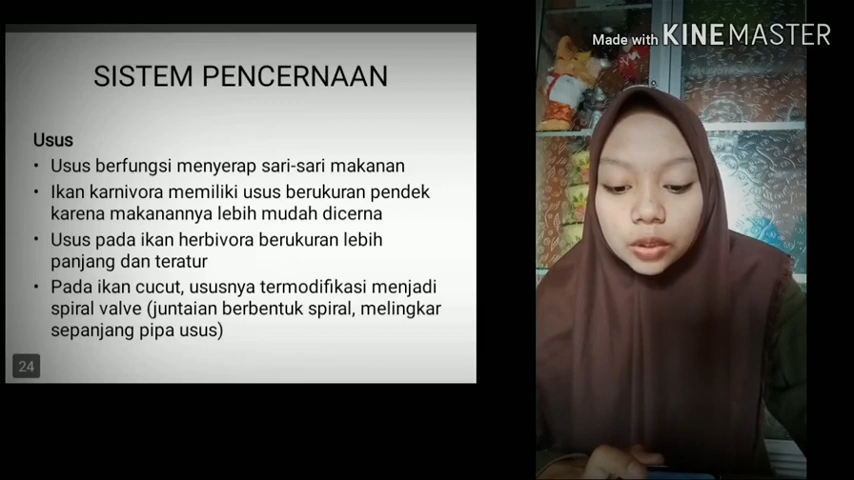 Made with KINEMASTER
SISTEM PENCERNAAN
Usus
• Usus berfungsi menyerap sari-sari makanan
• Ikan karnivora memiliki usus berukuran pendek
karena makanannya lebih mudah dicerna
• Usus pada ikan herbivora berukuran lebih
panjang dan teratur
• Pada ikan cucut, ususnya termodifikasi menjadi
spiral valve (juntaian berbentuk spiral, melingkar
sepanjang pipa usus)
24